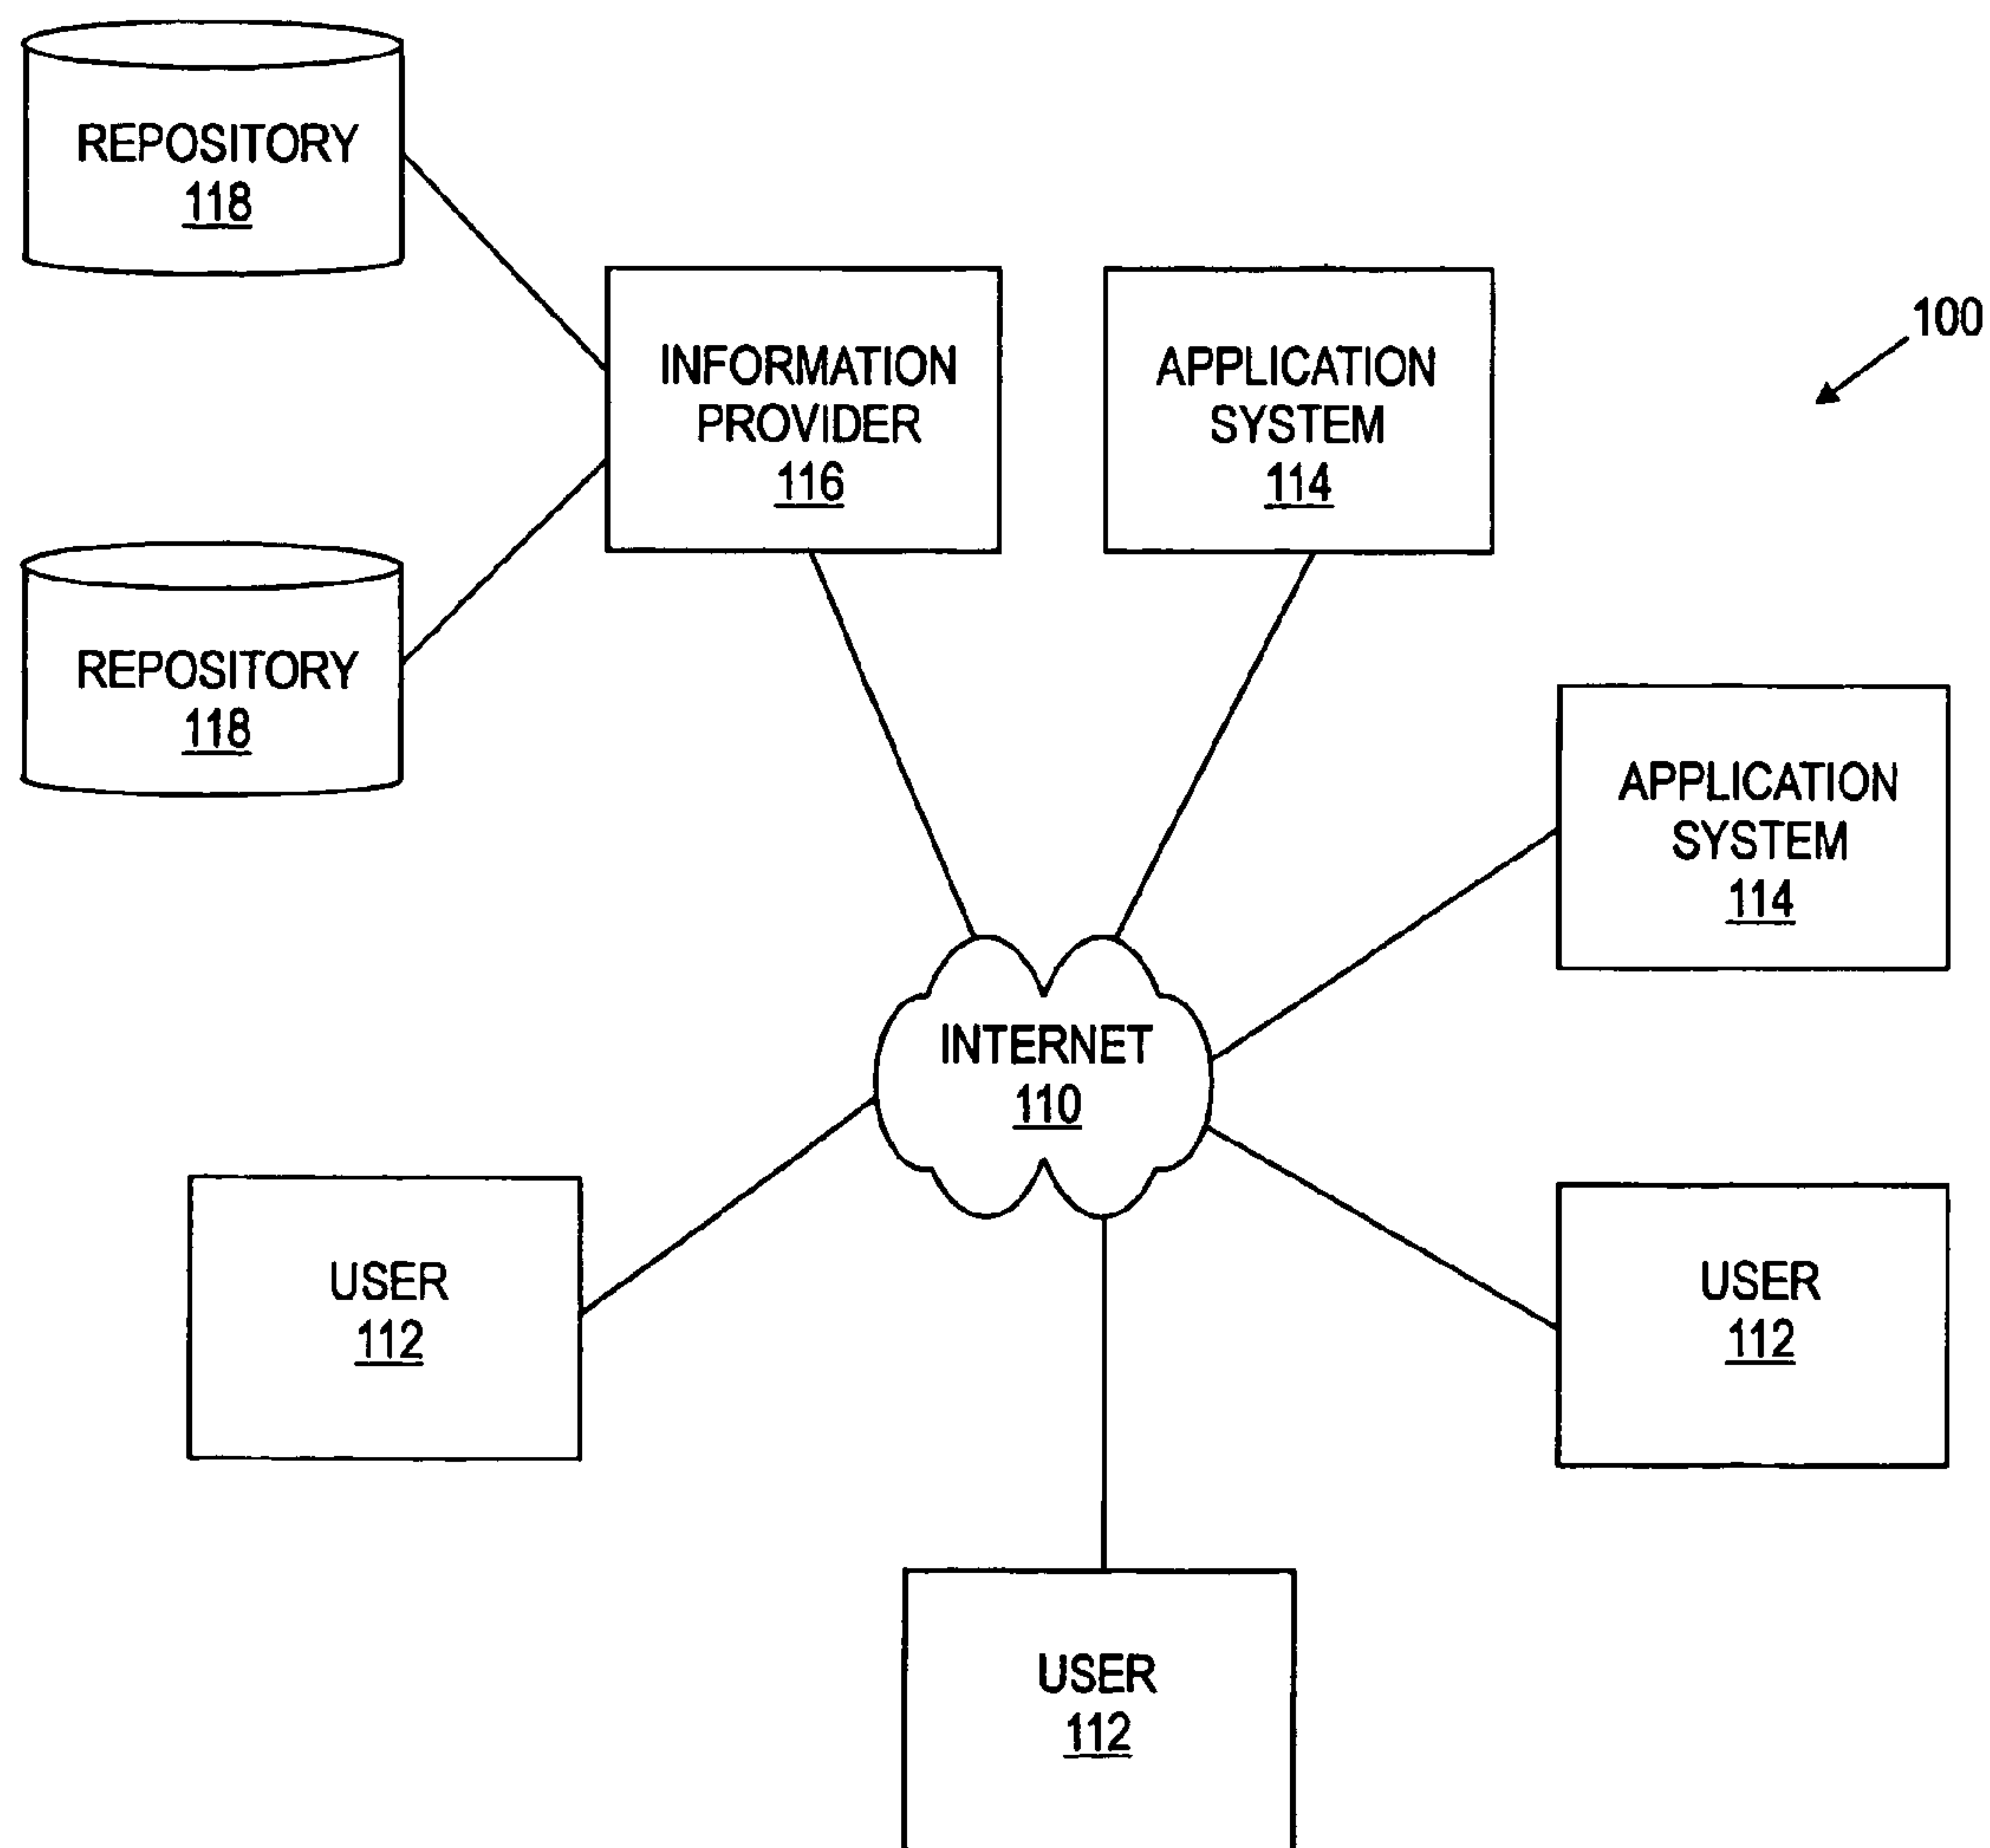 REPOSITORY
118
INFORMATION
PROVIDER
116
APPLICATION
SYSTEM
114
100
REPOSITORY
118
APPLICATION
SYSTEM
114
INTERNET
110
USER
112
USER
112
USER
112